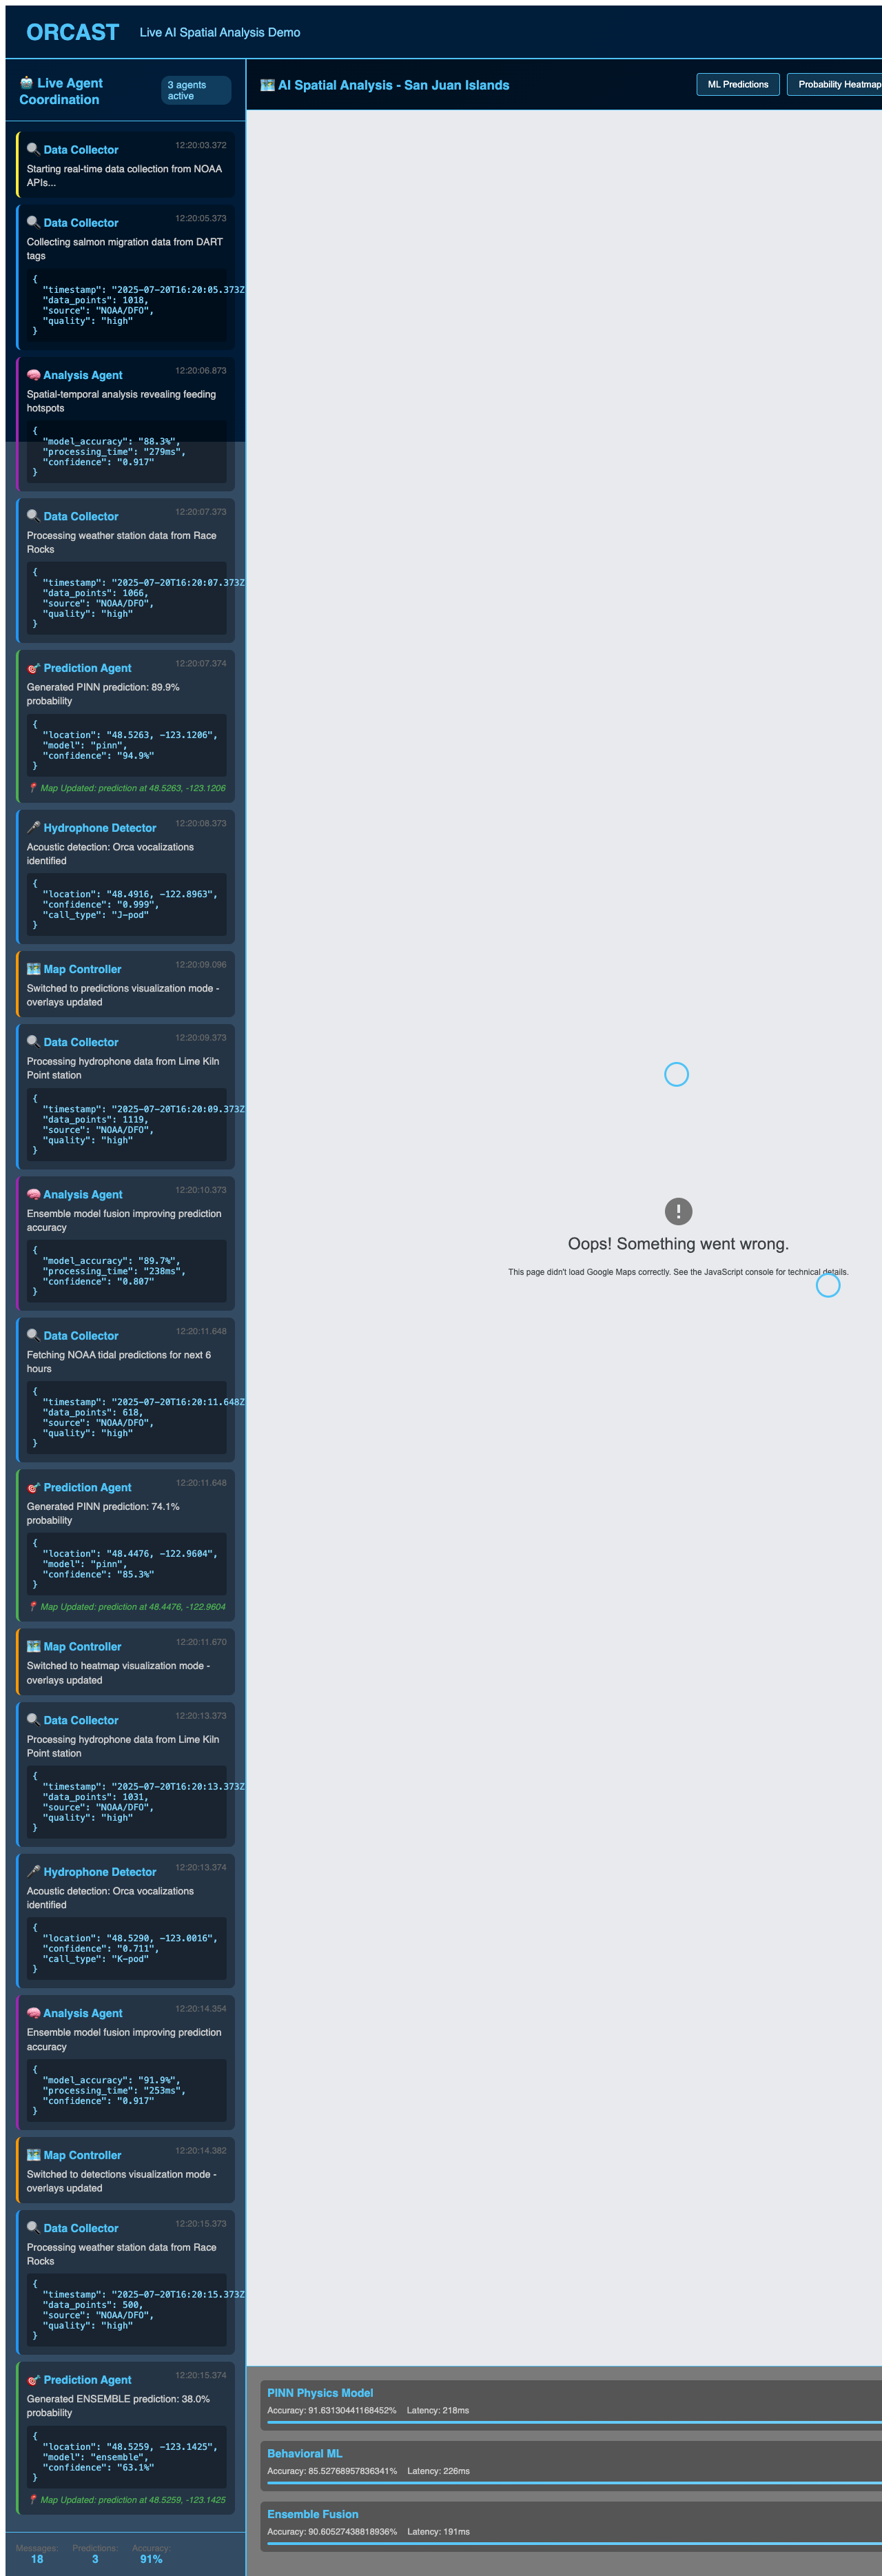 ORCAST
Live AI Spatial Analysis Demo
🤖 Live Agent
Coordination
3 agents
active
🔍 Data Collector
12:20:03.372
Starting real-time data collection from NOAA
APIs...
🔍 Data Collector
12:20:05.373
Collecting salmon migration data from DART
tags
{
"timestamp": "2025-07-20T16:20:05.373Z
"data_points": 1018,
"source": "NOAA/DFO",
"quality": "high"
}
🧠 Analysis Agent
12:20:06.873
Spatial-temporal analysis revealing feeding
hotspots
{
"model_accuracy": "88.3%",
"processing_time": "279ms",
"confidence": "0.917"
}
🔍 Data Collector
12:20:07.373
Processing weather station data from Race
Rocks
{
"timestamp": "2025-07-20T16:20:07.373Z
"data_points": 1066,
"source": "NOAA/DFO",
"quality": "high"
}
🎯 Prediction Agent
12:20:07.374
Generated PINN prediction: 89.9%
probability
{
"location": "48.5263, -123.1206",
"model": "pinn",
"confidence": "94.9%"
}
📍 Map Updated: prediction at 48.5263, -123.1206
🎤 Hydrophone Detector
12:20:08.373
Acoustic detection: Orca vocalizations
identified
{
"location": "48.4916, -122.8963",
"confidence": "0.999",
"call_type": "J-pod"
}
🗺️ Map Controller
12:20:09.096
Switched to predictions visualization mode -
overlays updated
🔍 Data Collector
12:20:09.373
Processing hydrophone data from Lime Kiln
Point station
{
"timestamp": "2025-07-20T16:20:09.373Z
"data_points": 1119,
"source": "NOAA/DFO",
"quality": "high"
}
🧠 Analysis Agent
12:20:10.373
Ensemble model fusion improving prediction
accuracy
{
"model_accuracy": "89.7%",
"processing_time": "238ms",
"confidence": "0.807"
}
🔍 Data Collector
12:20:11.648
Fetching NOAA tidal predictions for next 6
hours
{
"timestamp": "2025-07-20T16:20:11.648Z
"data_points": 618,
"source": "NOAA/DFO",
"quality": "high"
}
🎯 Prediction Agent
12:20:11.648
Generated PINN prediction: 74.1%
probability
{
"location": "48.4476, -122.9604",
"model": "pinn",
"confidence": "85.3%"
}
📍 Map Updated: prediction at 48.4476, -122.9604
🗺️ Map Controller
12:20:11.670
Switched to heatmap visualization mode -
overlays updated
🔍 Data Collector
12:20:13.373
Processing hydrophone data from Lime Kiln
Point station
{
"timestamp": "2025-07-20T16:20:13.373Z
"data_points": 1031,
"source": "NOAA/DFO",
"quality": "high"
}
🎤 Hydrophone Detector
12:20:13.374
Acoustic detection: Orca vocalizations
identified
{
"location": "48.5290, -123.0016",
"confidence": "0.711",
"call_type": "K-pod"
}
🧠 Analysis Agent
12:20:14.354
Ensemble model fusion improving prediction
accuracy
{
"model_accuracy": "91.9%",
"processing_time": "253ms",
"confidence": "0.917"
}
🗺️ Map Controller
12:20:14.382
Switched to detections visualization mode -
overlays updated
🔍 Data Collector
12:20:15.373
Processing weather station data from Race
Rocks
{
"timestamp": "2025-07-20T16:20:15.373Z
"data_points": 500,
"source": "NOAA/DFO",
"quality": "high"
}
🎯 Prediction Agent
12:20:15.374
Generated ENSEMBLE prediction: 38.0%
probability
{
"location": "48.5259, -123.1425",
"model": "ensemble",
"confidence": "63.1%"
}
📍 Map Updated: prediction at 48.5259, -123.1425
Messages: Predictions: Accuracy:
18 3 91%
🗺️ AI Spatial Analysis - San Juan Islands
ML Predictions
Probability Heatmap
Oops! Something went wrong.
This page didn't load Google Maps correctly. See the JavaScript console for technical details.
PINN Physics Model
Accuracy: 91.63130441168452% Latency: 218ms
Behavioral ML
Accuracy: 85.52768957836341% Latency: 226ms
Ensemble Fusion
Accuracy: 90.60527438818936% Latency: 191ms